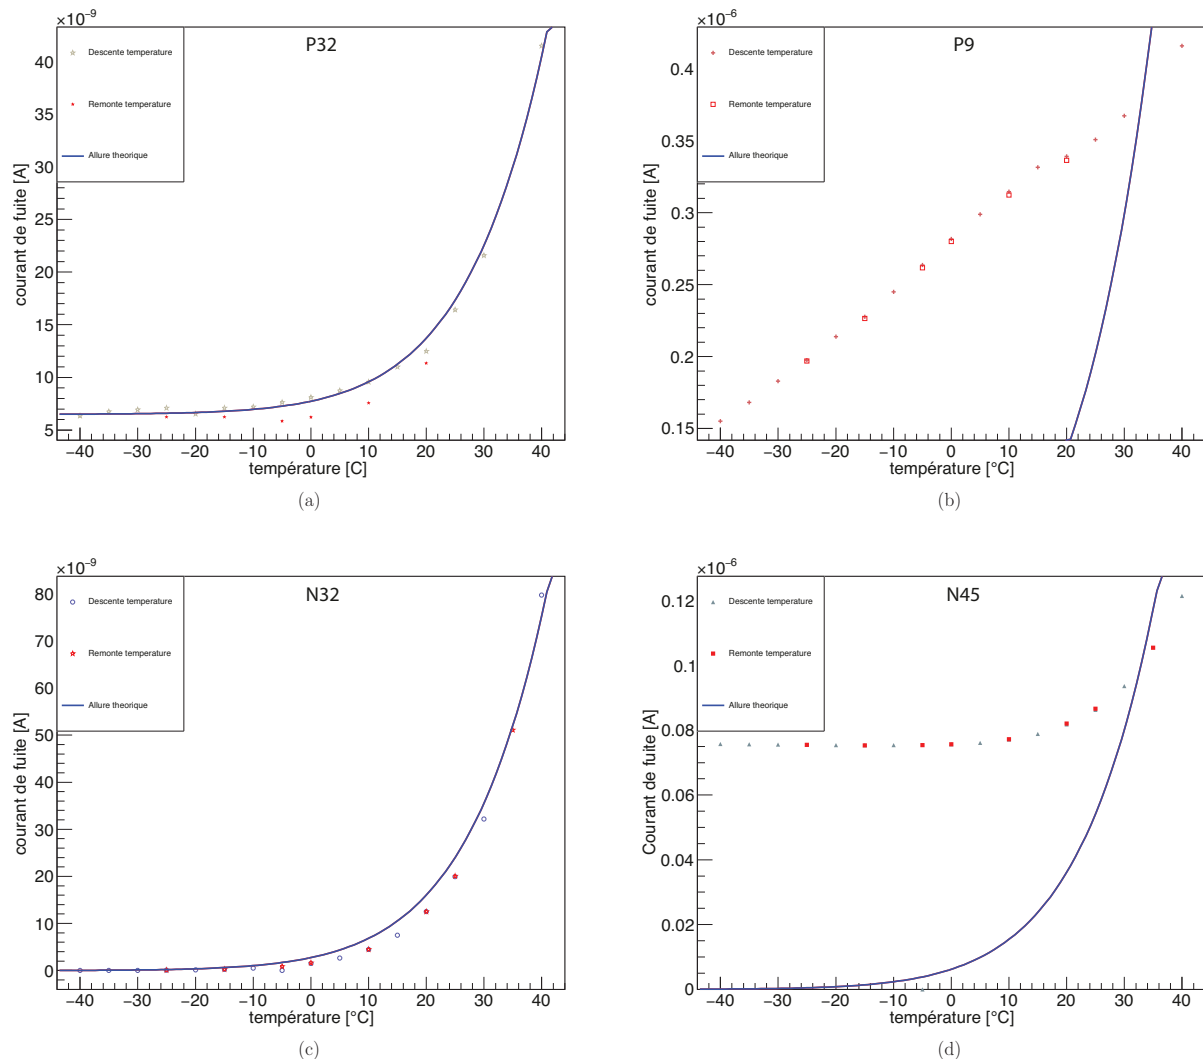 ×10⁻⁹
P32
Descente temperature
Remonte temperature
Allure theorique
courant de fuite [A]
40
35
30
25
20
15
10
5
−40 −30 −20 −10 0 10 20 30 40
température [C]
(a)
×10⁻⁶
P9
Descente temperature
Remonte temperature
Allure theorique
courant de fuite [A]
0.4
0.35
0.3
0.25
0.2
0.15
−40 −30 −20 −10 0 10 20 30 40
température [°C]
(b)
×10⁻⁹
N32
Descente temperature
Remonte temperature
Allure theorique
courant de fuite [A]
80
70
60
50
40
30
20
10
0
−40 −30 −20 −10 0 10 20 30 40
température [°C]
(c)
×10⁻⁶
N45
Descente temperature
Remonte temperature
Allure theorique
Courant de fuite [A]
0.12
0.1
0.08
0.06
0.04
0.02
0
−40 −30 −20 −10 0 10 20 30 40
température [°C]
(d)